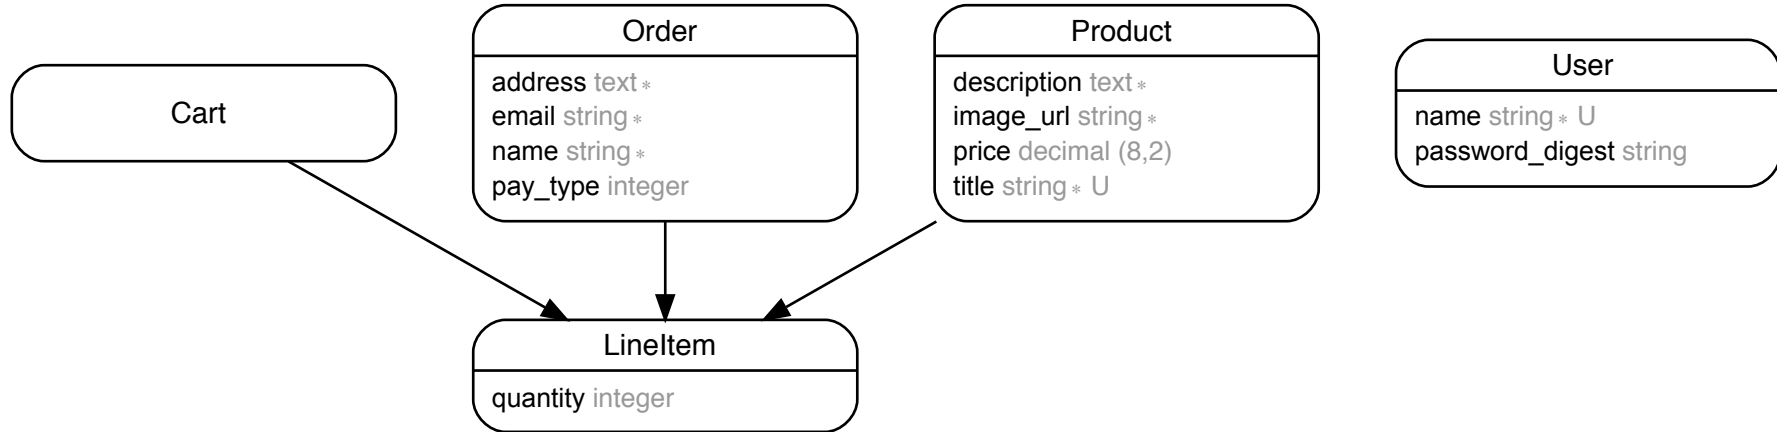 Cart
Order
address text *
email string *
name string *
pay_type integer
Product
description text *
image_url string *
price decimal (8,2)
title string * U
User
name string * U
password_digest string
LineItem
quantity integer